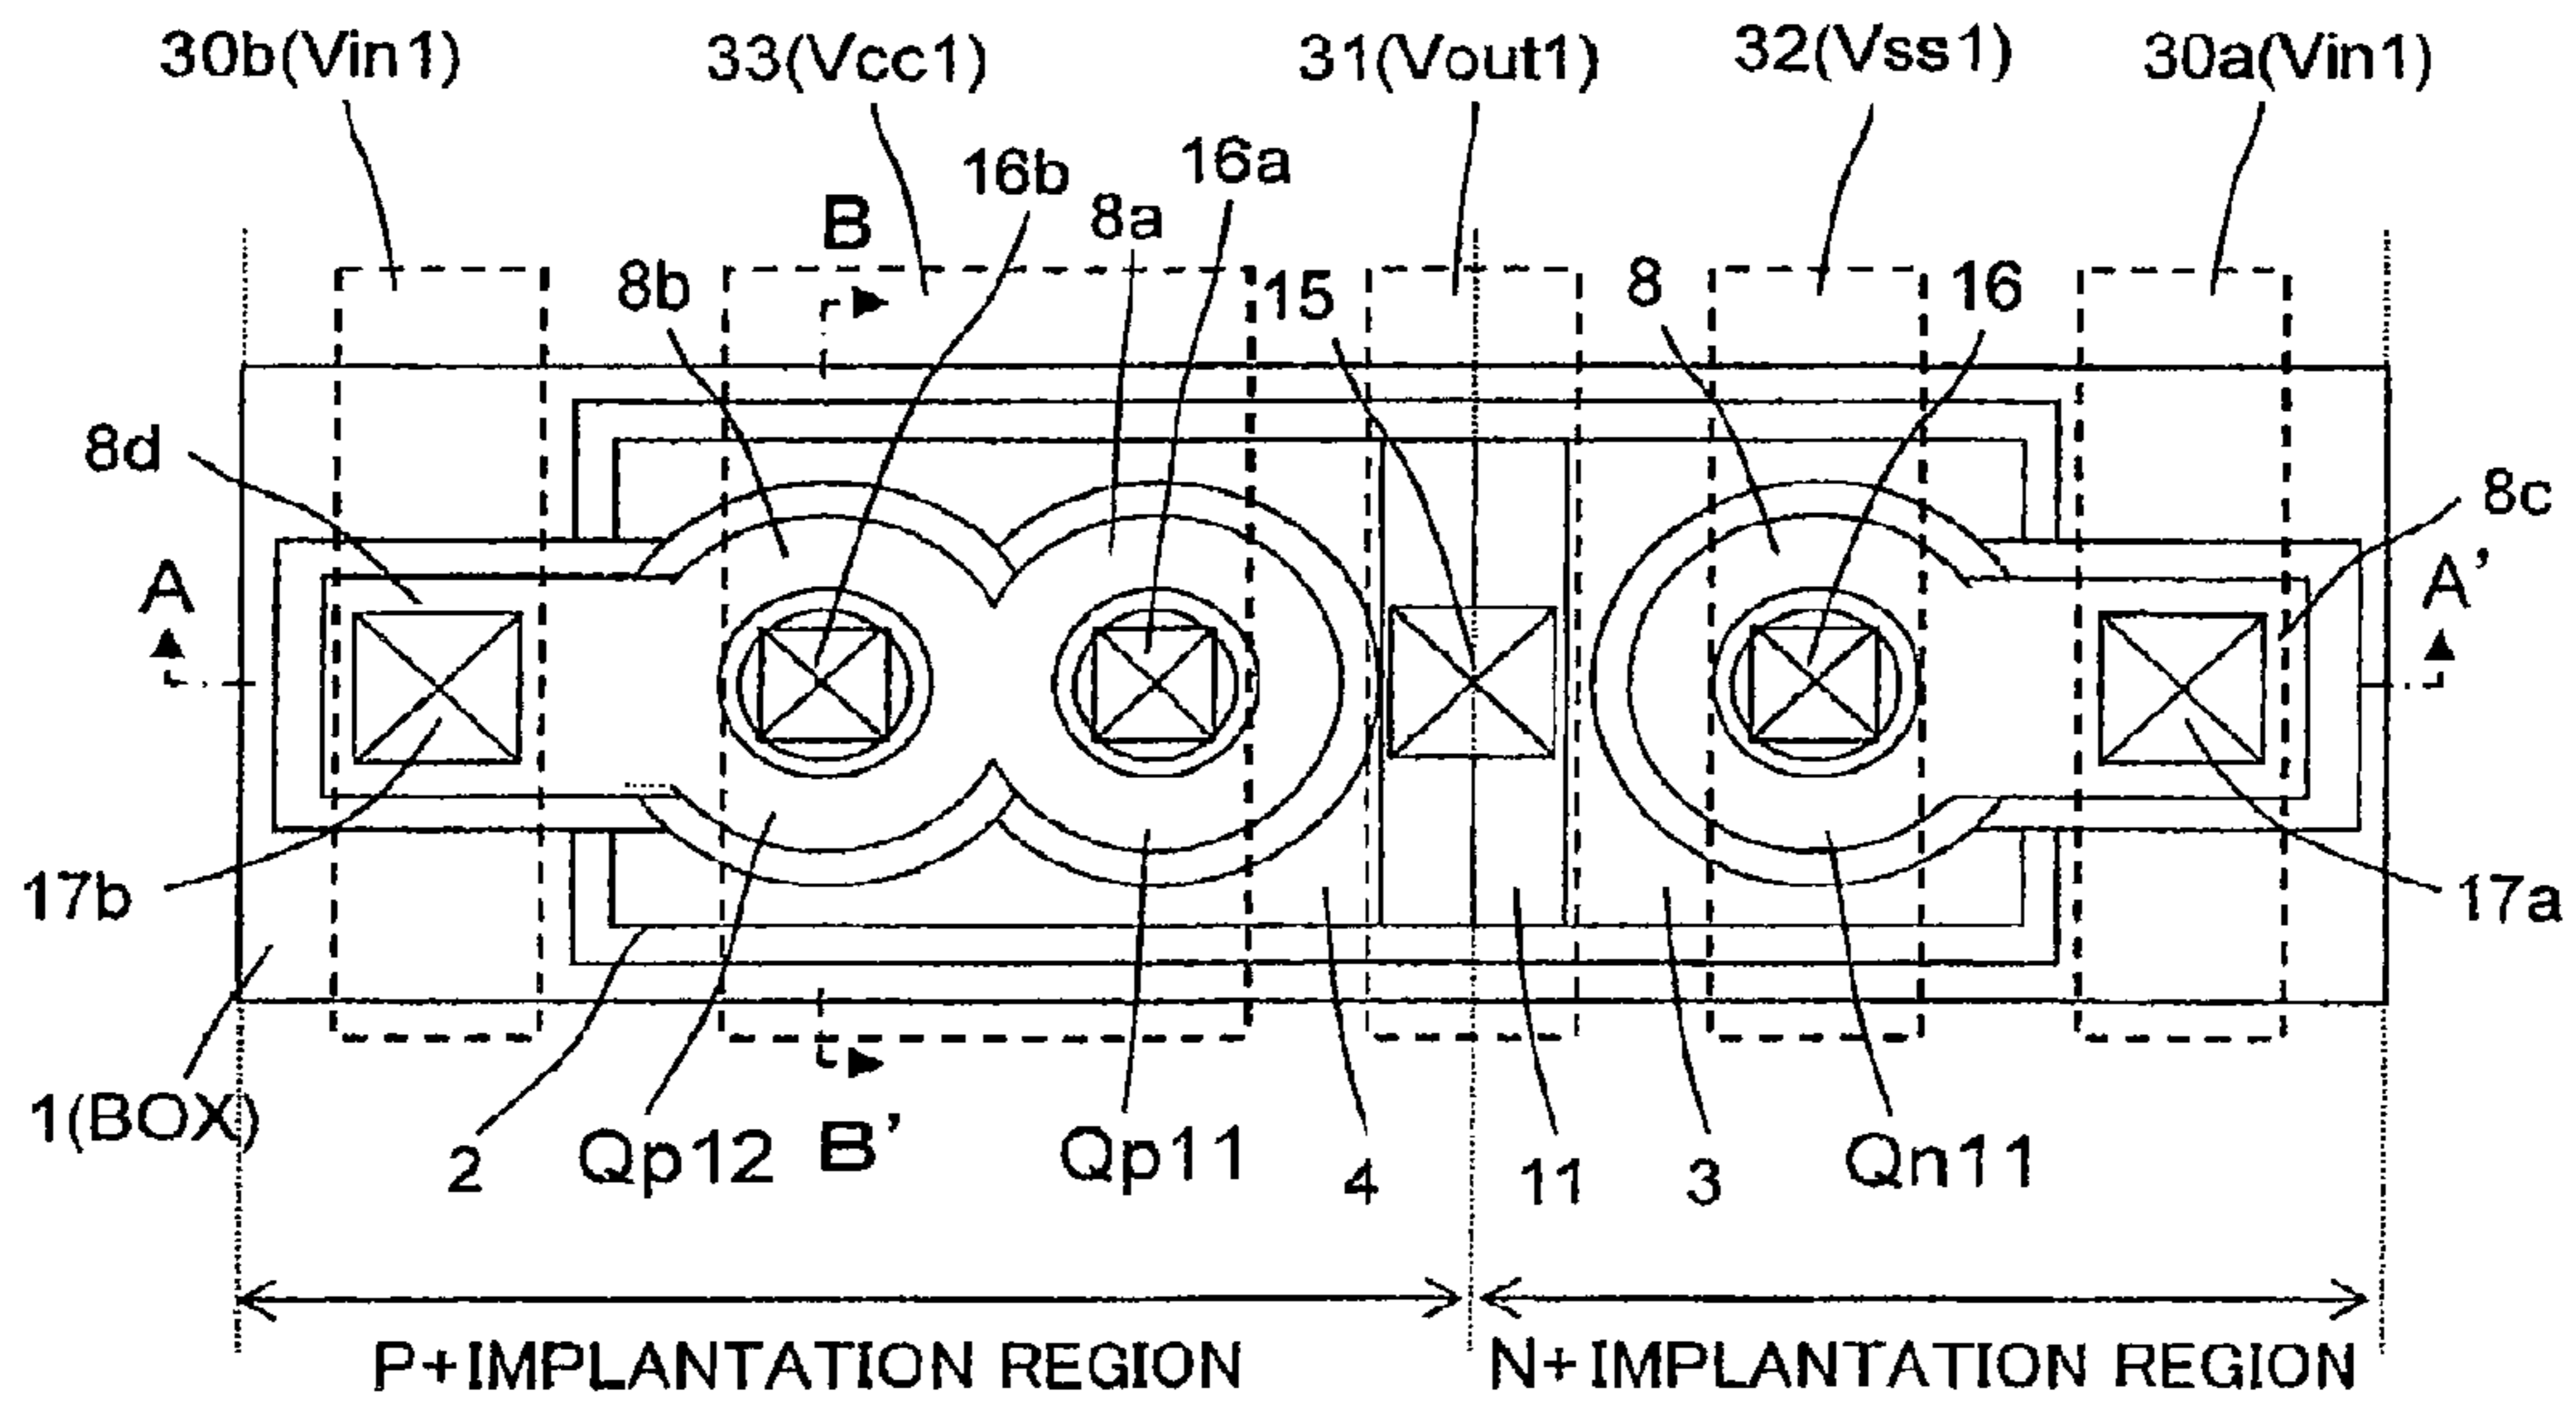 30b(Vin1) 33(Vcc1) 31(Vout1) 32(Vss1) 30a(Vin1)
16b 16a
B 8a
8b 15 8 16
8d 8c
A A’
17b 17a
1(BOX)
2 Qp12 B’ Qp11 4 11 3 Qn11
P+IMPLANTATION REGION N+IMPLANTATION REGION